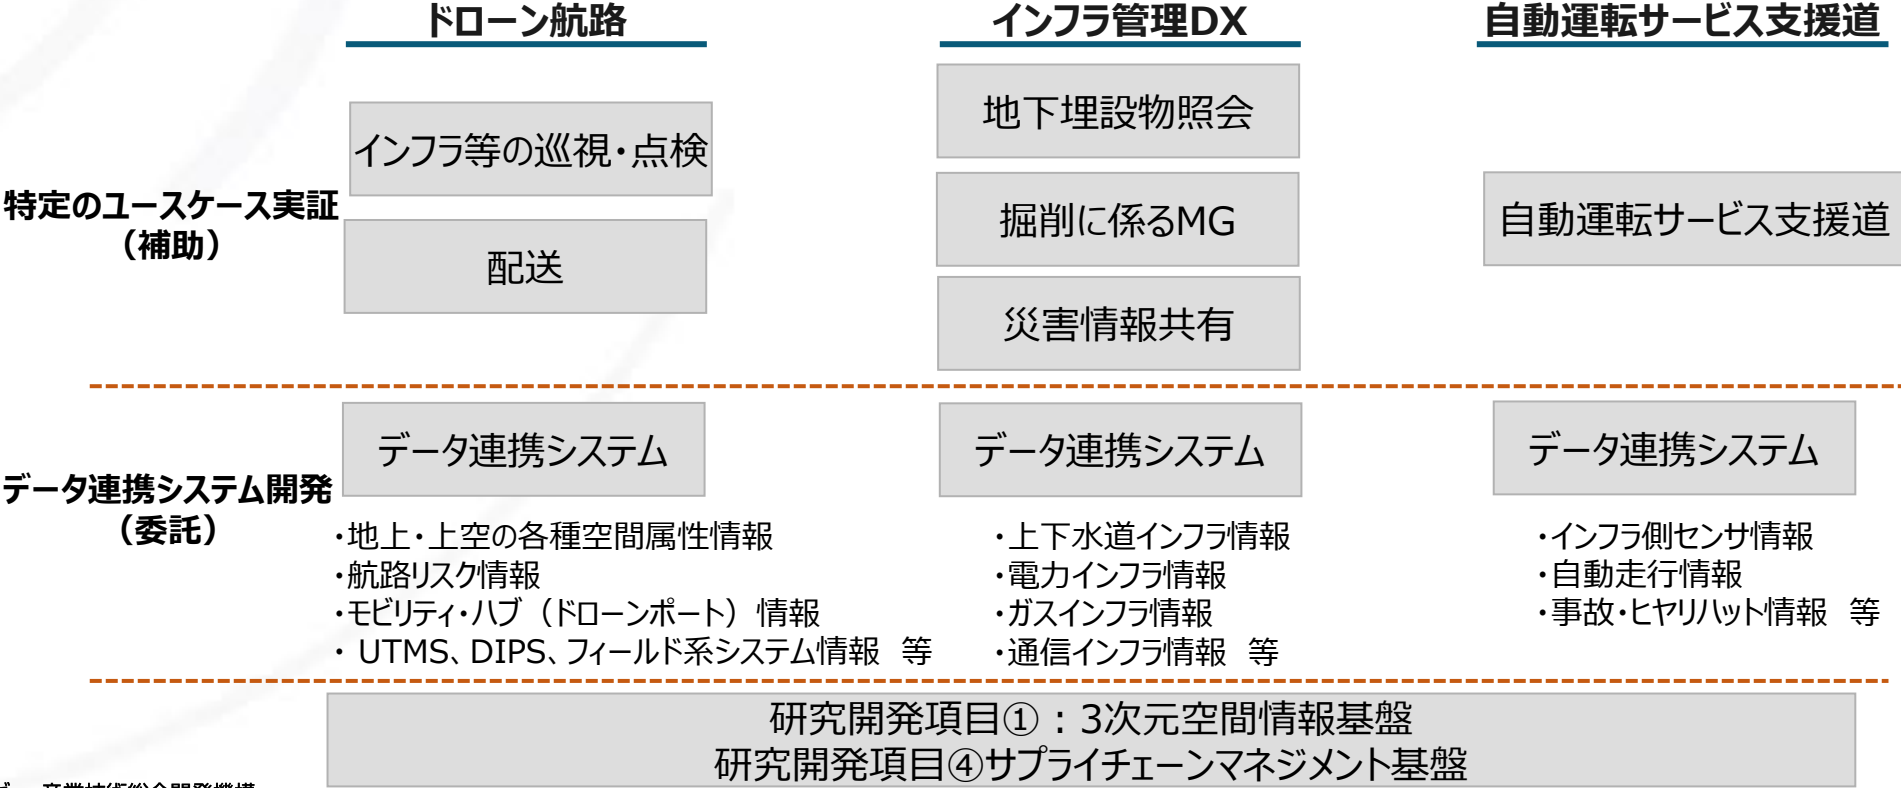 ドローン航路
インフラ管理DX
自動運転サービス支援道
特定のユースケース実証
（補助）
インフラ等の巡視・点検
配送
地下埋設物照会
掘削に係るMG
災害情報共有
自動運転サービス支援道
データ連携システム開発
（委託）
データ連携システム
・地上・上空の各種空間属性情報
・航路リスク情報
・モビリティ・ハブ（ドローンポート）情報
・ UTMS、DIPS、フィールド系システム情報　等
データ連携システム
・上下水道インフラ情報
・電力インフラ情報
・ガスインフラ情報
・通信インフラ情報　等
データ連携システム
・インフラ側センサ情報
・自動走行情報
・事故・ヒヤリハット情報　等
研究開発項目①：3次元空間情報基盤
研究開発項目④サプライチェーンマネジメント基盤
産業技術総合開発機構